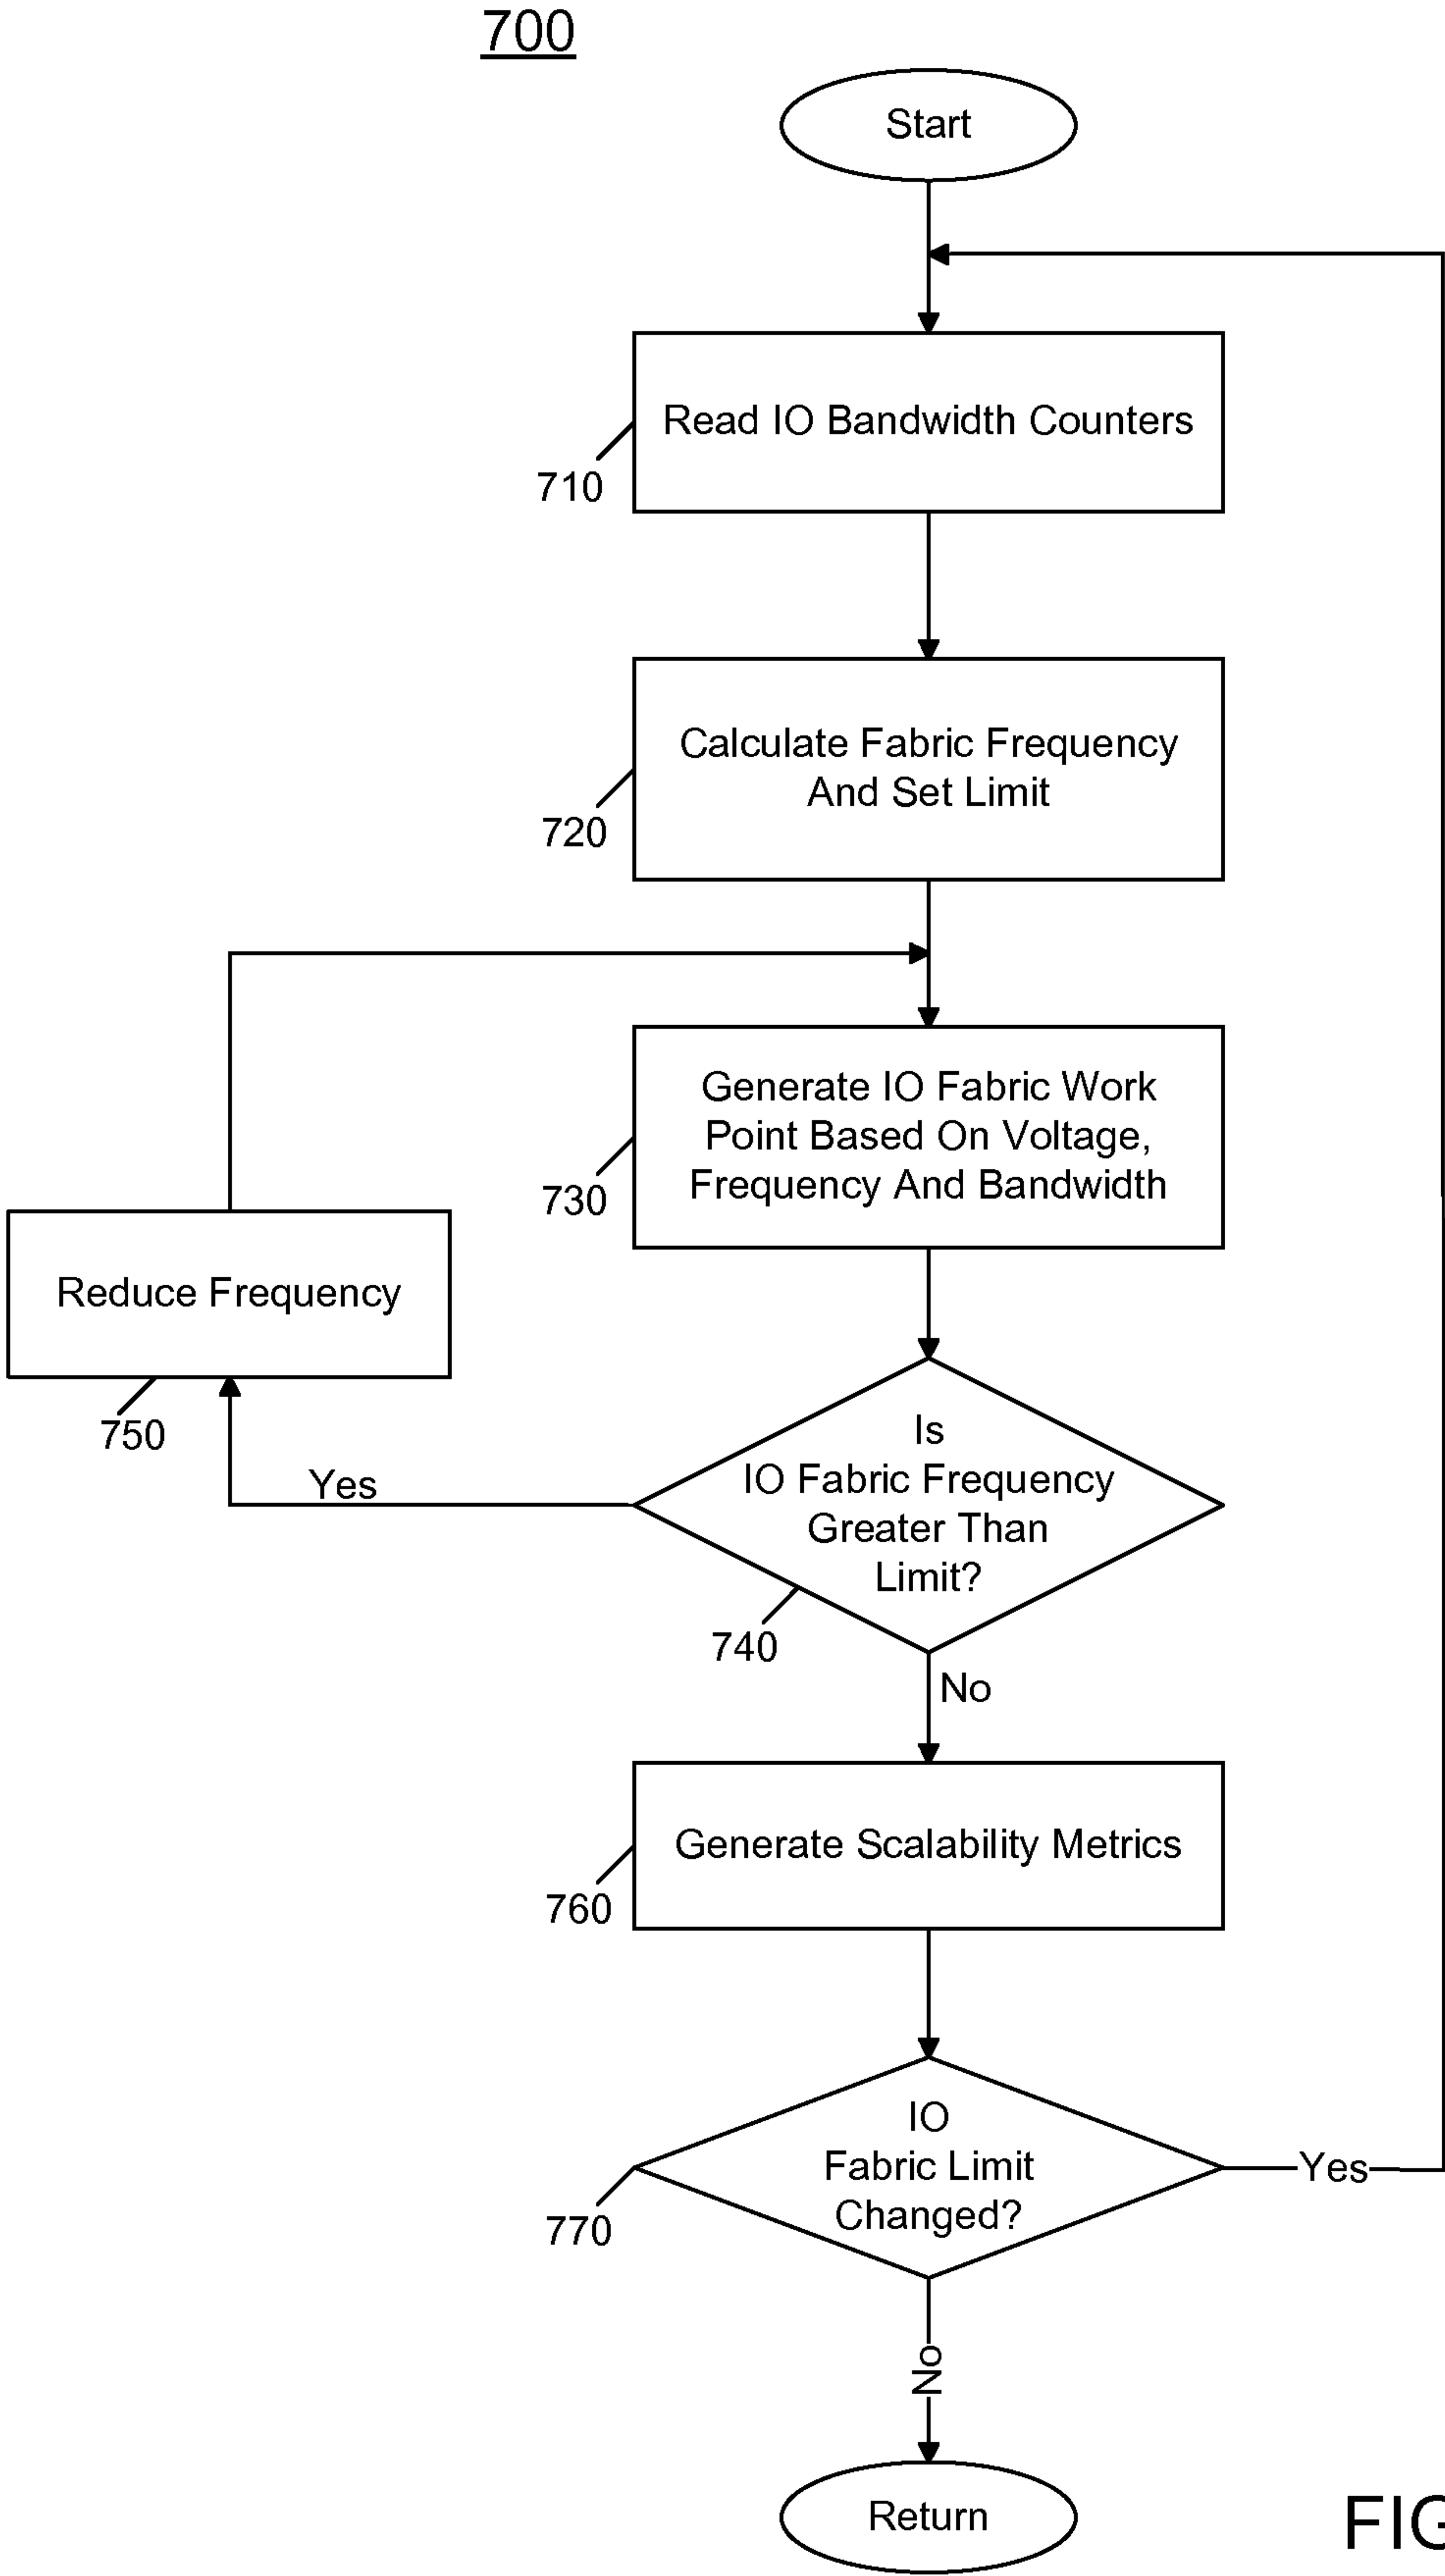 700
Start
Read IO Bandwidth Counters
710
Calculate Fabric Frequency
And Set Limit
720
Generate IO Fabric Work
Point Based On Voltage,
Frequency And Bandwidth
730
Reduce Frequency
750
Yes
Is
IO Fabric Frequency
Greater Than
Limit?
740
No
Generate Scalability Metrics
760
IO
Fabric Limit
Changed?
Yes
770
No
Return